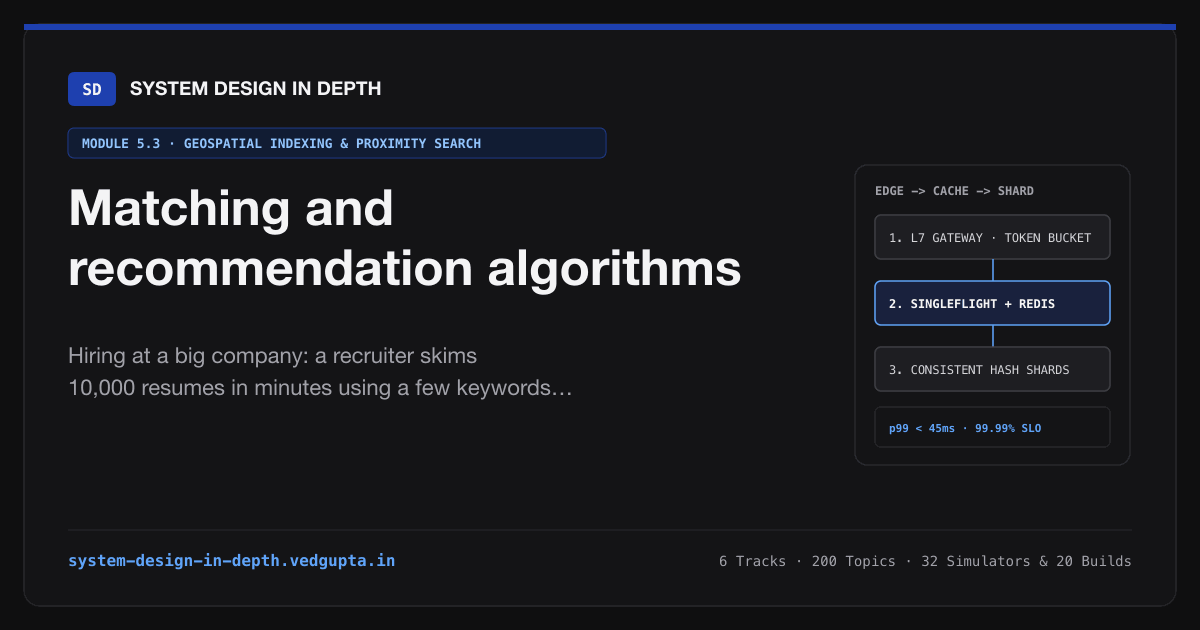 SD SYSTEM DESIGN IN DEPTH
MODULE 5.3 · GEOSPATIAL INDEXING & PROXIMITY SEARCH
Matching and
recommendation algorithms
Hiring at a big company: a recruiter skims
10,000 resumes in minutes using a few keywords…
EDGE —> CACHE —> SHARD
1. L7 GATEWAY · TOKEN BUCKET
2. SINGLEFLIGHT + REDIS
3. CONSISTENT HASH SHARDS
p99 < 45ms · 99.99% SLO
system-design-in-depth.vedgupta.in
6 Tracks · 200 Topics · 32 Simulators & 20 Builds